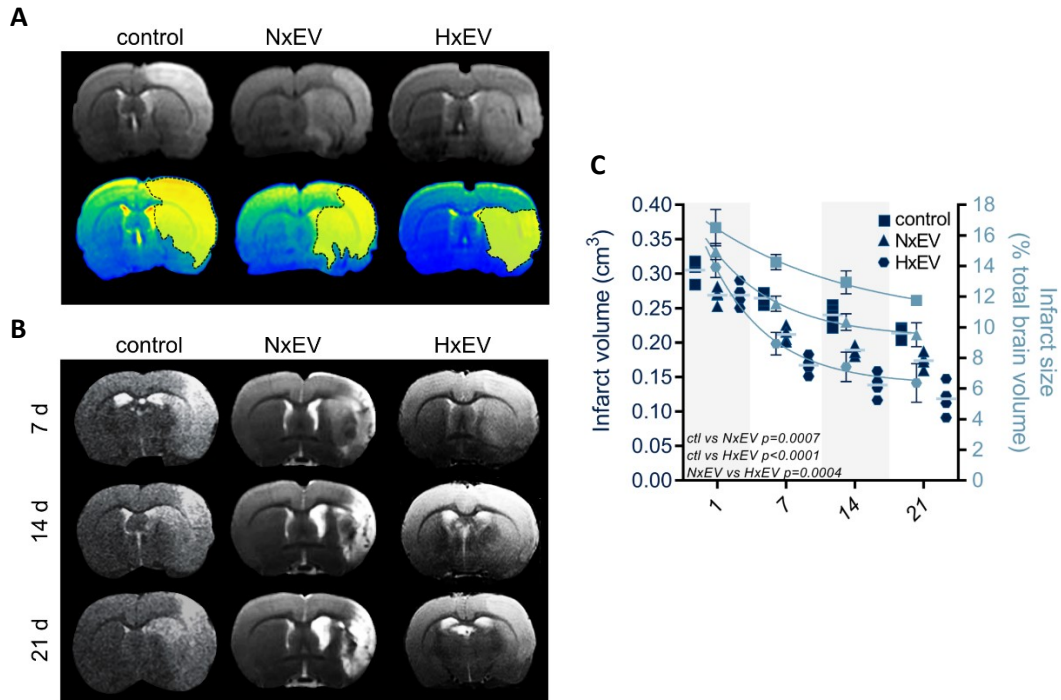 A
control NxEV HxEV
B
control NxEV HxEV
7 d
14 d
21 d
C
Infarct volume (cm³)
0.40
0.35
0.30
0.25
0.20
0.15
0.10
0.05
0.00
control
NxEV
HxEV
ctl vs NxEV p=0.0007
ctl vs HxEV p<0.0001
NxEV vs HxEV p=0.0004
1 7 14 21
18
16
14
12
10
8
6
4
2
0
Infarct size
(% total brain volume)